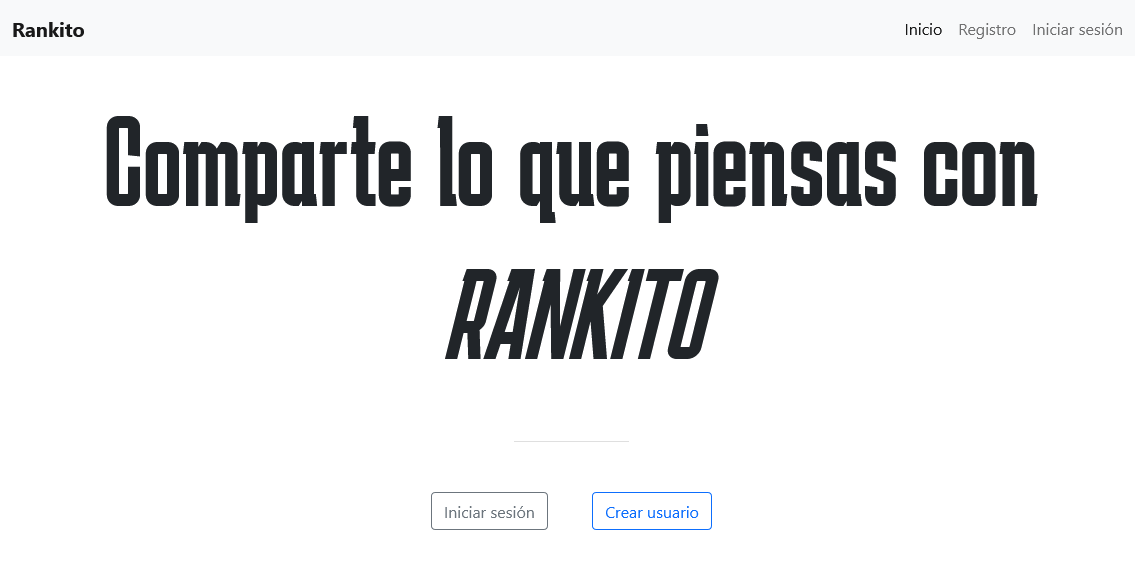 Rankito
Inicio Registro Iniciar sesión
Comparte lo que piensas con
RANKITO
Iniciar sesión
Crear usuario